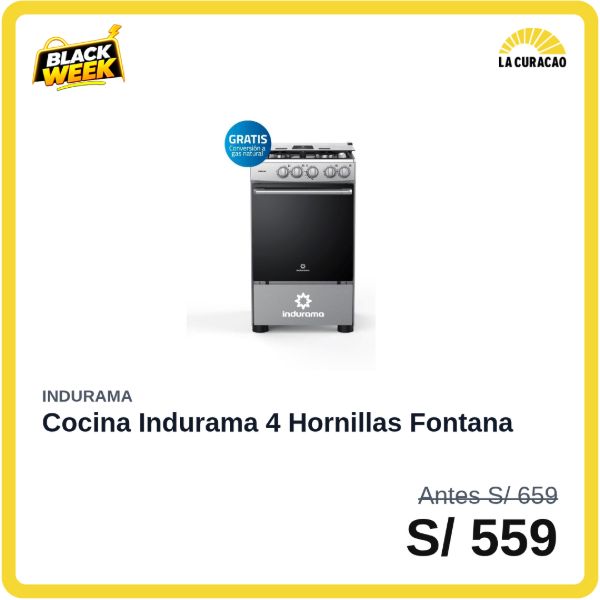 BLACK
WEEK
LA CURACAO
GRATIS
Conversión a
gas natural
indurama
INDURAMA
Cocina Indurama 4 Hornillas Fontana
Antes S/ 659
S/ 559